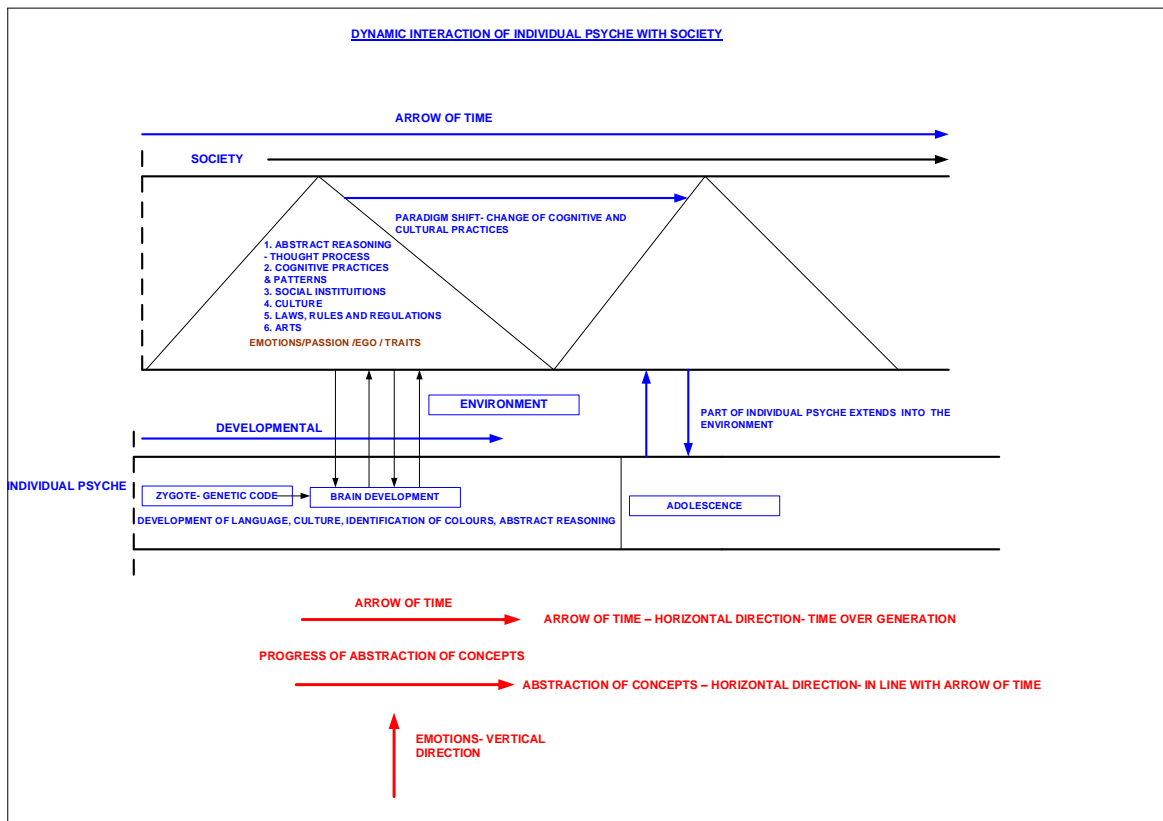 DYNAMIC INTERACTION OF INDIVIDUAL PSYCHE WITH SOCIETY
ARROW OF TIME
SOCIETY
PARADIGM SHIFT- CHANGE OF COGNITIVE AND
CULTURAL PRACTICES
1. ABSTRACT REASONING
- THOUGHT PROCESS
2. COGNITIVE PRACTICES
& PATTERNS
3. SOCIAL INSTITUITIONS
4. CULTURE
5. LAWS, RULES AND REGULATIONS
6. ARTS
EMOTIONS/PASSION /EGO / TRAITS
ENVIRONMENT
PART OF INDIVIDUAL PSYCHE EXTENDS INTO THE
ENVIRONMENT
DEVELOPMENTAL
INDIVIDUAL PSYCHE
ZYGOTE- GENETIC CODE
BRAIN DEVELOPMENT
ADOLESCENCE
DEVELOPMENT OF LANGUAGE, CULTURE, IDENTIFICATION OF COLOURS, ABSTRACT REASONING
ARROW OF TIME
ARROW OF TIME – HORIZONTAL DIRECTION- TIME OVER GENERATION
PROGRESS OF ABSTRACTION OF CONCEPTS
ABSTRACTION OF CONCEPTS – HORIZONTAL DIRECTION- IN LINE WITH ARROW OF TIME
EMOTIONS- VERTICAL
DIRECTION